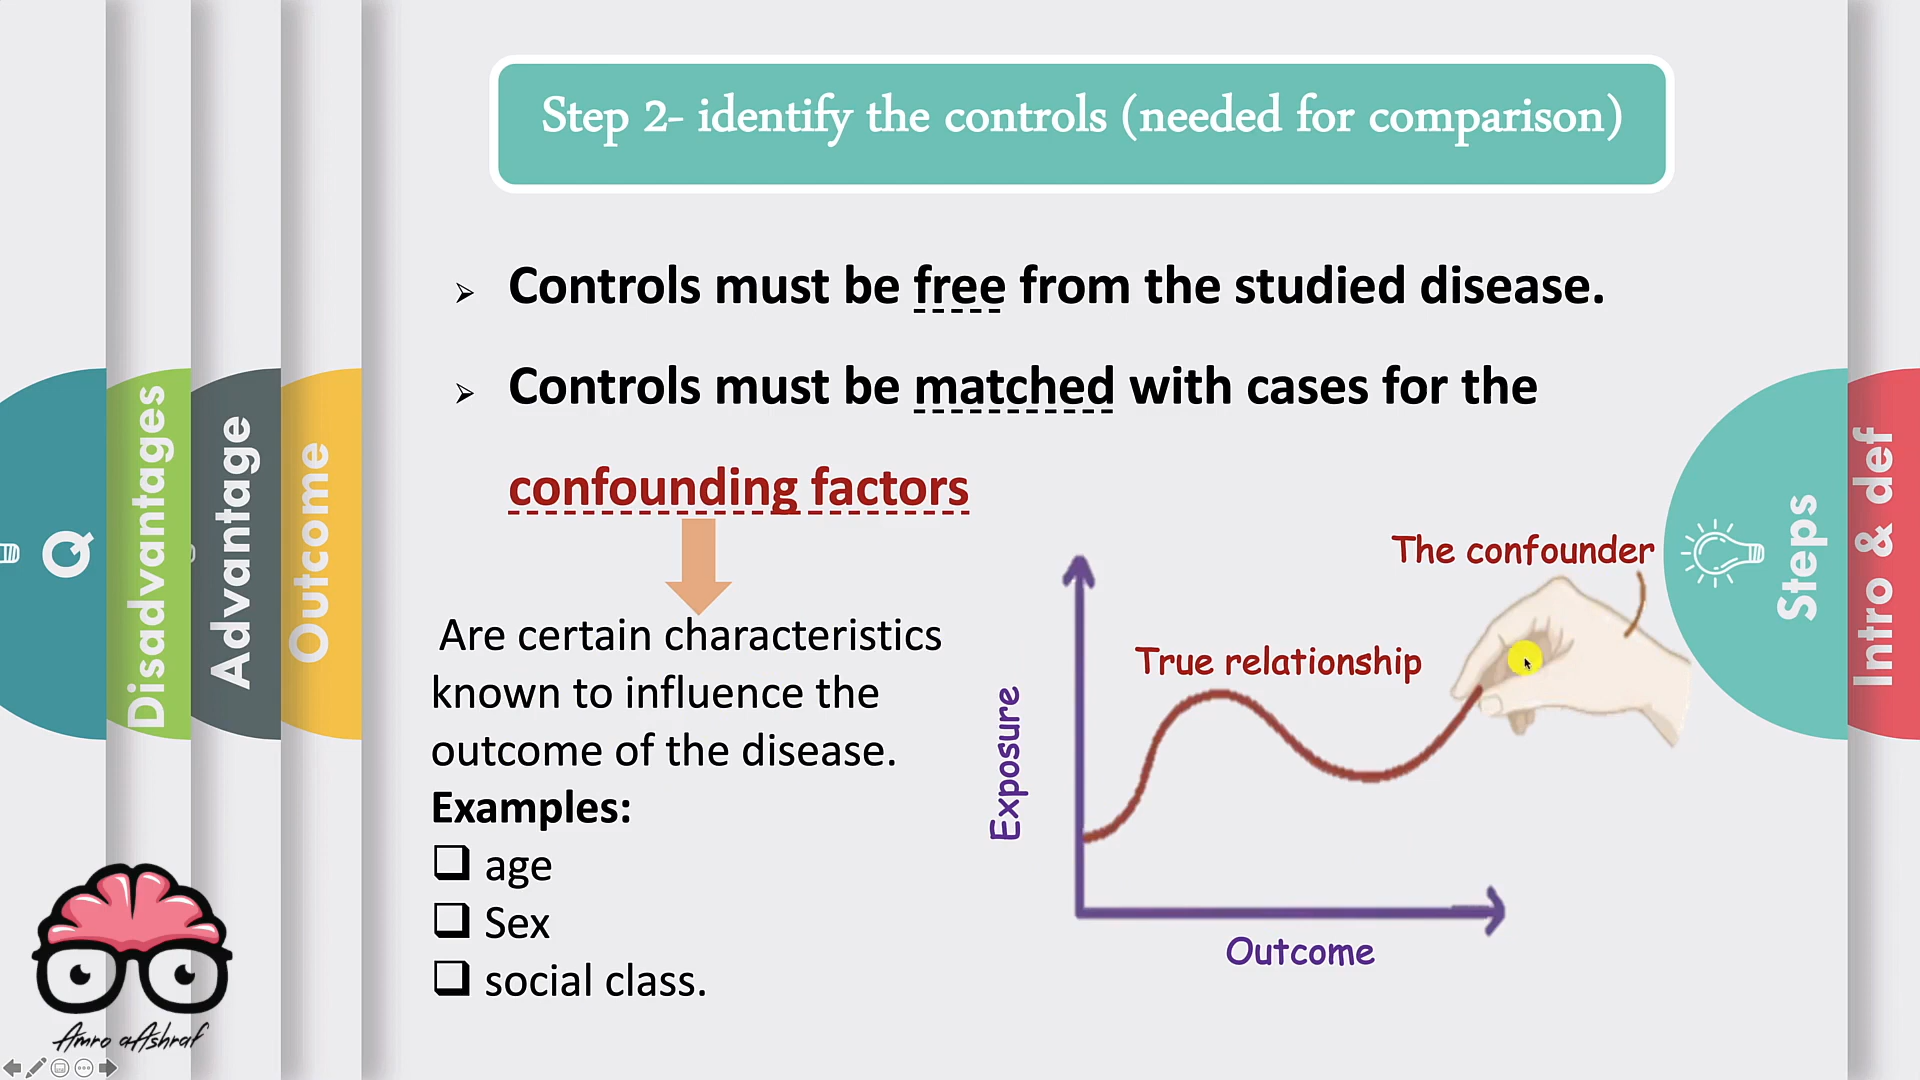 Step 2- identify the controls (needed for comparison)
➢ Controls must be free from the studied disease.
➢ Controls must be matched with cases for the
confounding factors
Are certain characteristics
known to influence the
outcome of the disease.
Examples:
❑ age
❑ Sex
❑ social class.
The confounder
True relationship
Exposure
Outcome
Q
Disadvantages
Advantage
Outcome
Steps
Intro & def
Amro aAshraf